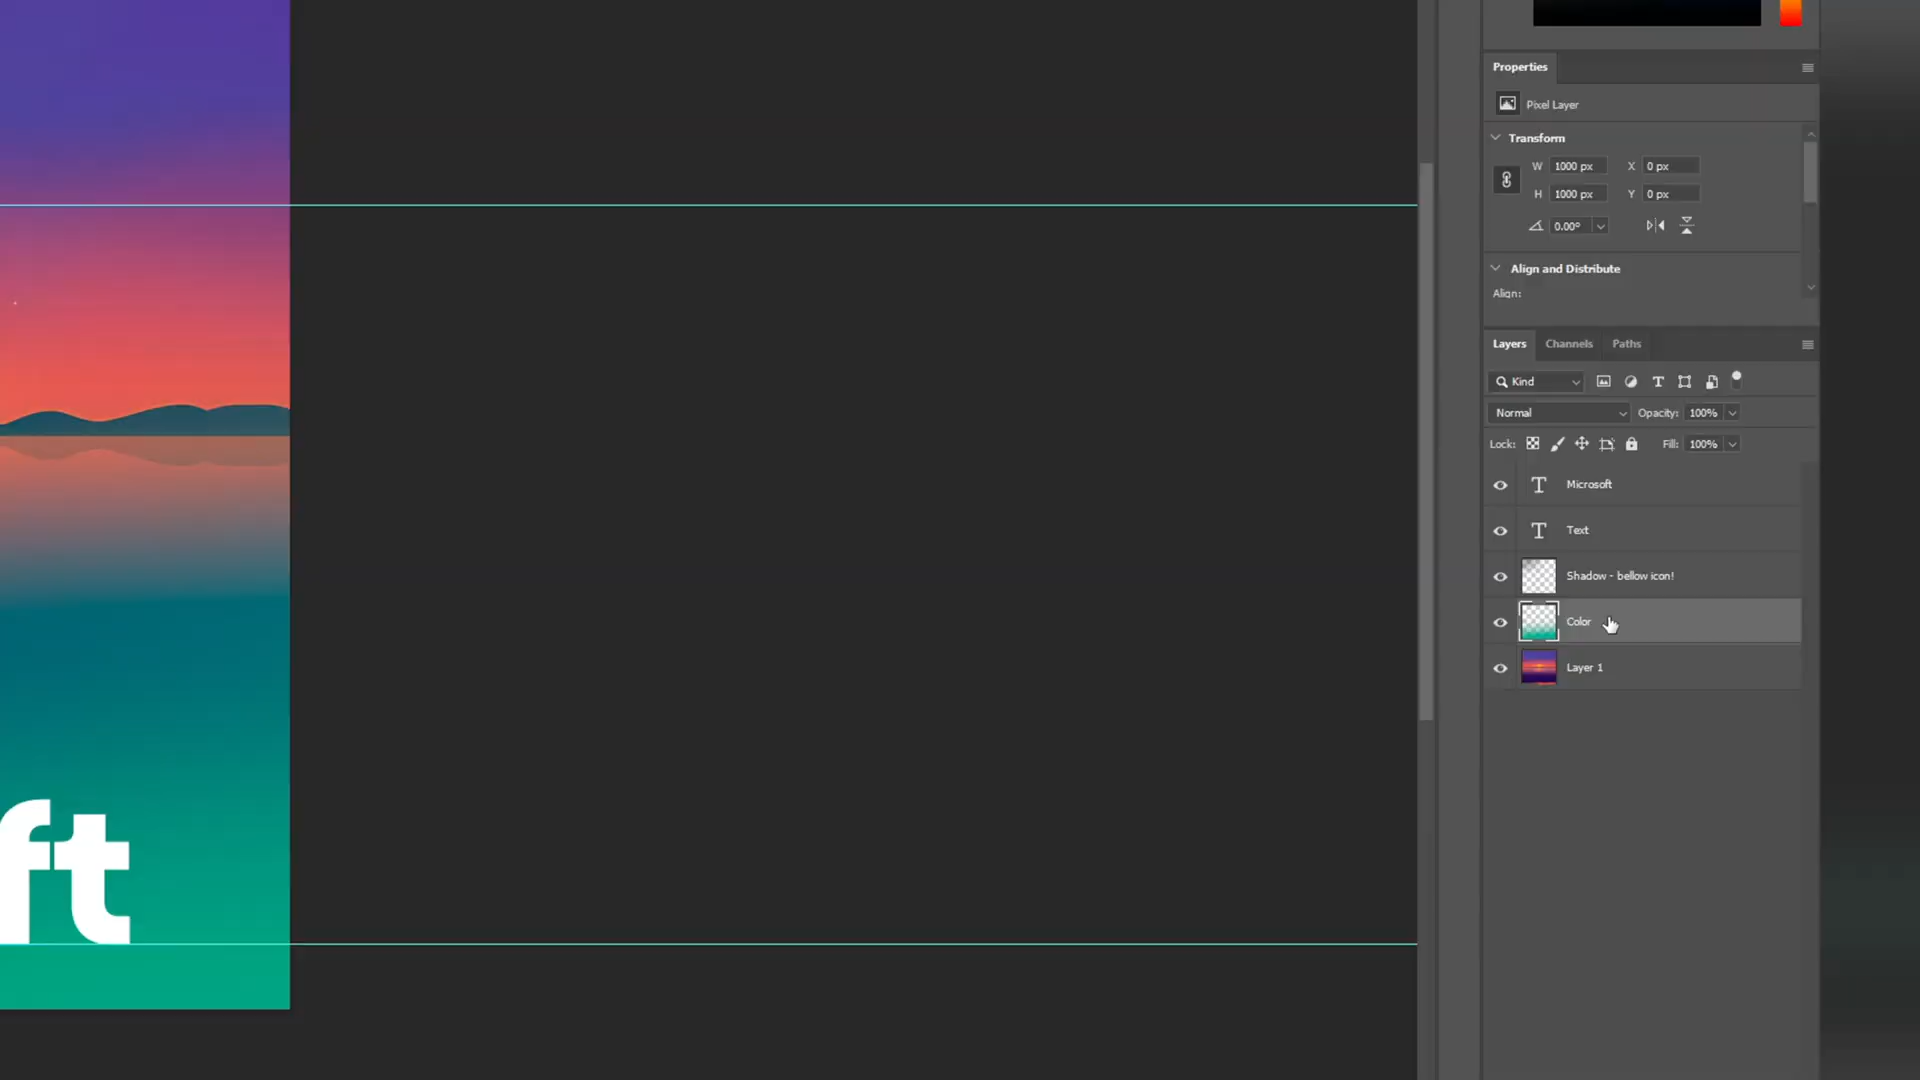 Properties
Pixel Layer
Transform
W 1000 px X 0 px
H 1000 px Y 0 px
0.00°
Align and Distribute
Align:
Layers Channels Paths
Kind
Normal Opacity: 100%
Lock: Fill: 100%
Microsoft
Text
Shadow - bellow icon!
Color
Layer 1
ft